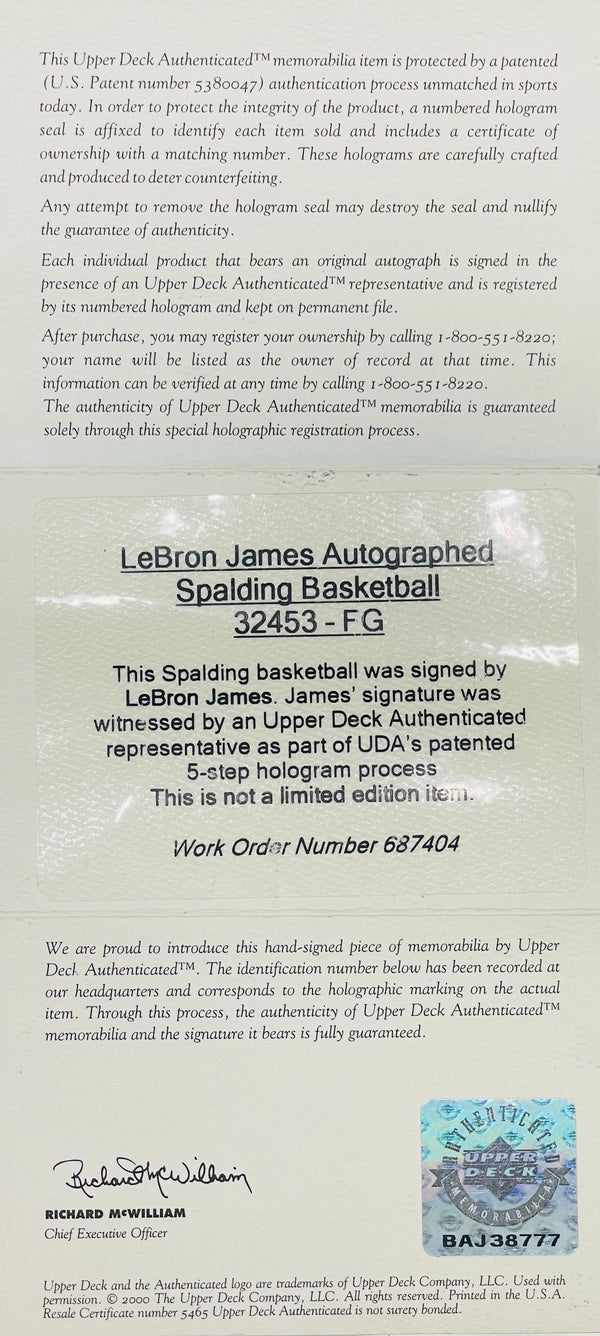 This Upper Deck Authenticated™ memorabilia item is protected by a patented
(U.S. Patent number 5380047) authentication process unmatched in sports
today. In order to protect the integrity of the product, a numbered hologram
seal is affixed to identify each item sold and includes a certificate of
ownership with a matching number. These holograms are carefully crafted
and produced to deter counterfeiting.
Any attempt to remove the hologram seal may destroy the seal and nullify
the guarantee of authenticity.
Each individual product that bears an original autograph is signed in the
presence of an Upper Deck Authenticated™ representative and is registered
by its numbered hologram and kept on permanent file.
After purchase, you may register your ownership by calling 1-800-551-8220;
your name will be listed as the owner of record at that time. This
information can be verified at any time by calling 1-800-551-8220.
The authenticity of Upper Deck Authenticated™ memorabilia is guaranteed
solely through this special holographic registration process.
LeBron James Autographed
Spalding Basketball
32453 - FG
This Spalding basketball was signed by
LeBron James. James' signature was
witnessed by an Upper Deck Authenticated
representative as part of UDA's patented
5-step hologram process
This is not a limited edition item.
Work Order Number 687404
We are proud to introduce this hand-signed piece of memorabilia by Upper
Deck Authenticated™. The identification number below has been recorded at
our headquarters and corresponds to the holographic marking on the actual
item. Through this process, the authenticity of Upper Deck Authenticated™
memorabilia and the signature it bears is fully guaranteed.
AUTHENTICATED
UPPER
DECK
MEMORABILIA
BAJ38777
Richard McWilliam
RICHARD McWILLIAM
Chief Executive Officer
Upper Deck and the Authenticated logo are trademarks of Upper Deck Company, LLC. Used with
permission. © 2000 The Upper Deck Company, LLC. All rights reserved. Printed in the U.S.A.
Resale Certificate number 5465 Upper Deck Authenticated is not surety bonded.